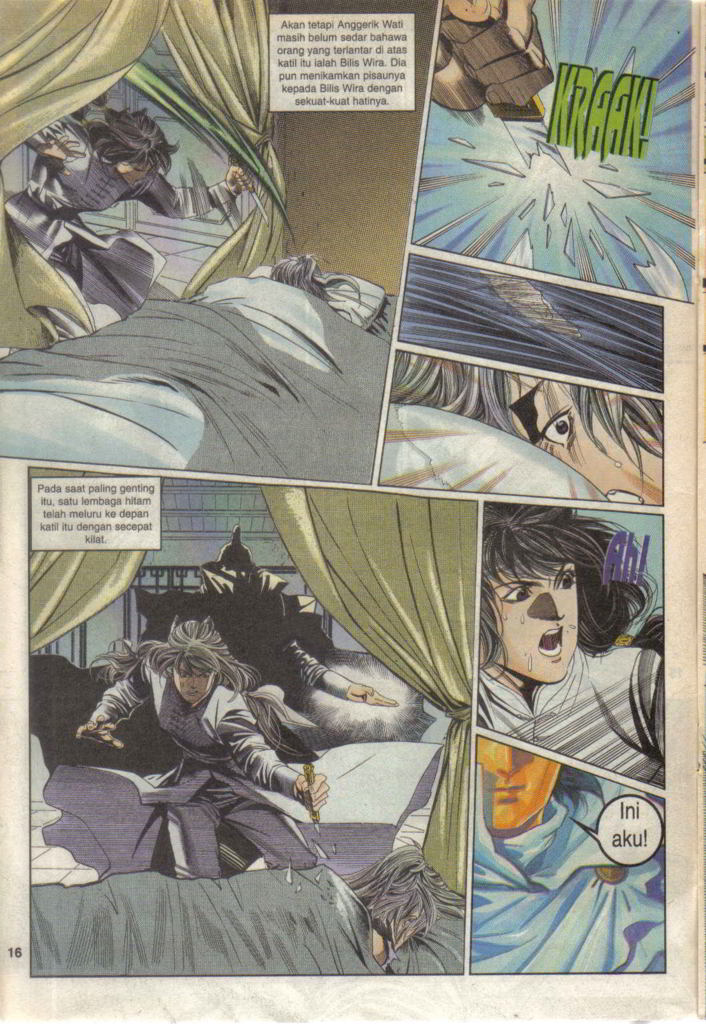 Akan tetapi Anggerik Wati
masih belum sedar bahawa
orang yang terlantar di atas
katil itu ialah Bilis Wira. Dia
pun menikamkan pisaunya
kepada Bilis Wira dengan
sekuat-kuat hatinya.
KRAAK!
Pada saat paling genting
itu, satu lembaga hitam
telah meluru ke depan
katil itu dengan secepat
kilat.
Ah!
Ini
aku!
16